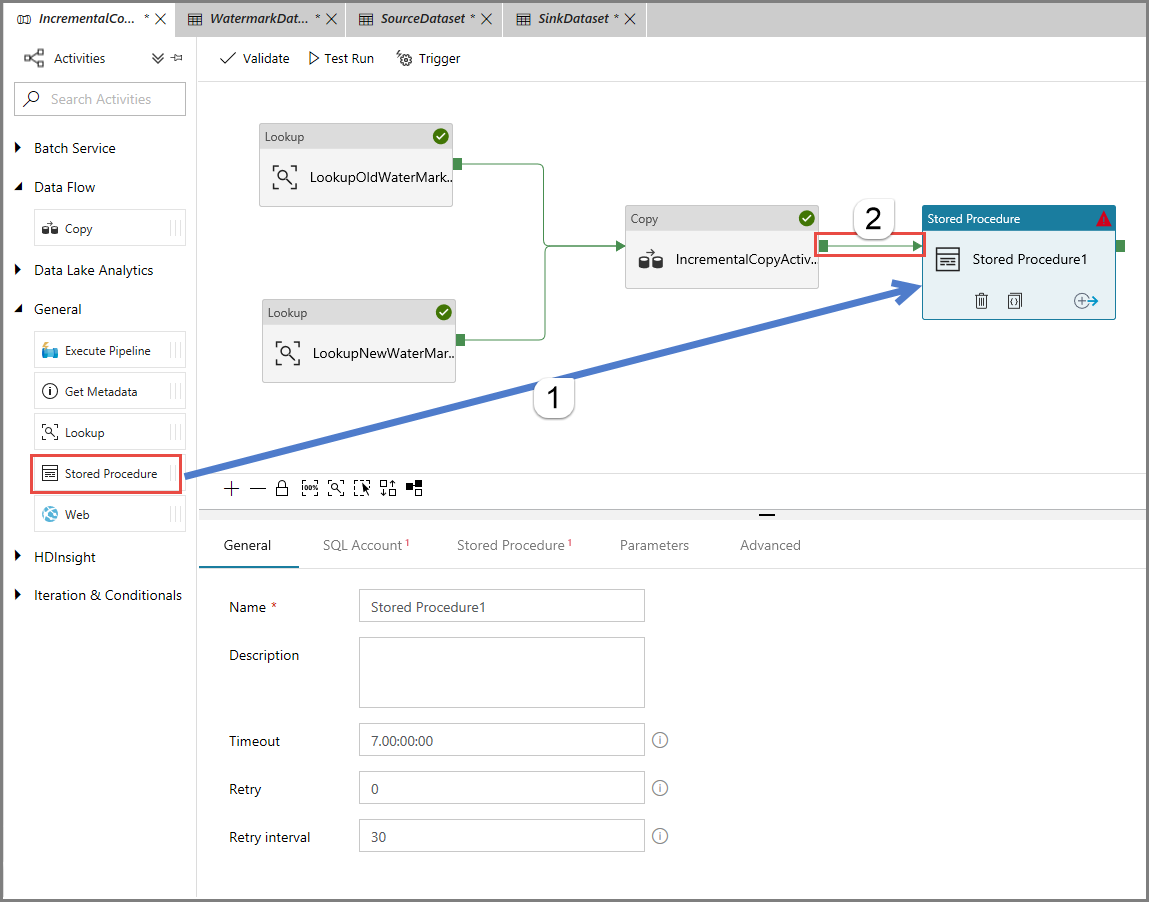 IncrementalCo... *
WatermarkDat... *
SourceDataset *
SinkDataset *
Activities
Validate
Test Run
Trigger
Search Activities
Batch Service
Data Flow
Copy
Data Lake Analytics
General
Execute Pipeline
Get Metadata
Lookup
Stored Procedure
Web
HDInsight
Iteration & Conditionals
Lookup
LookupOldWaterMark..
Lookup
LookupNewWaterMar..
Copy
IncrementalCopyActiv..
2
Stored Procedure
Stored Procedure1
1
100%
General
SQL Account 1
Stored Procedure 1
Parameters
Advanced
Name *
Stored Procedure1
Description
Timeout
7.00:00:00
Retry
0
Retry interval
30